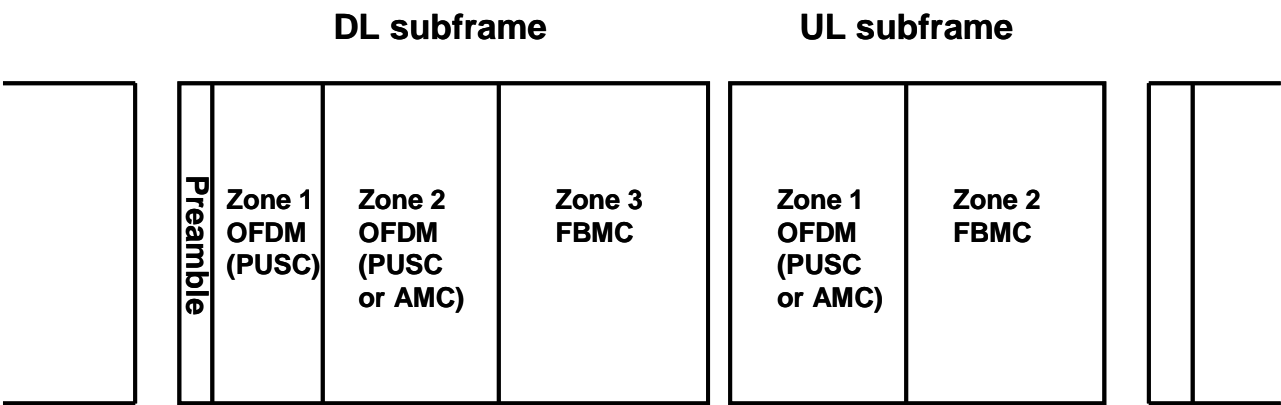 DL subframe
UL subframe
Preamble
Zone 1
OFDM
(PUSC)
Zone 2
OFDM
(PUSC
or AMC)
Zone 3
FBMC
Zone 1
OFDM
(PUSC
or AMC)
Zone 2
FBMC